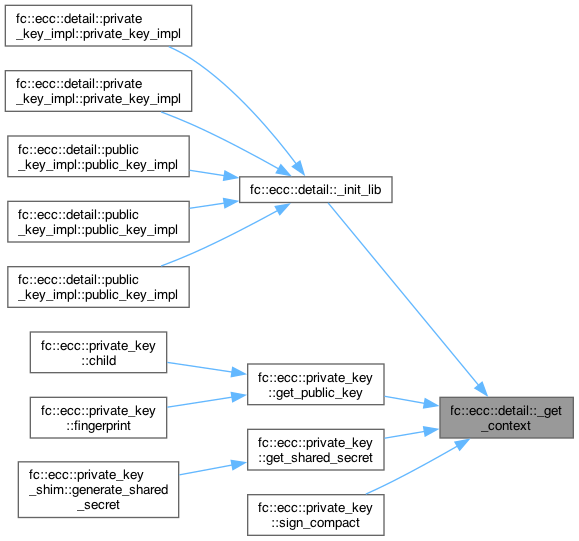 fc::ecc::detail::private
_key_impl::private_key_impl
fc::ecc::detail::private
_key_impl::private_key_impl
fc::ecc::detail::public
_key_impl::public_key_impl
fc::ecc::detail::public
_key_impl::public_key_impl
fc::ecc::detail::public
_key_impl::public_key_impl
fc::ecc::detail::_init_lib
fc::ecc::private_key
::child
fc::ecc::private_key
::fingerprint
fc::ecc::private_key
_shim::generate_shared
_secret
fc::ecc::private_key
::get_public_key
fc::ecc::private_key
::get_shared_secret
fc::ecc::private_key
::sign_compact
fc::ecc::detail::_get
_context